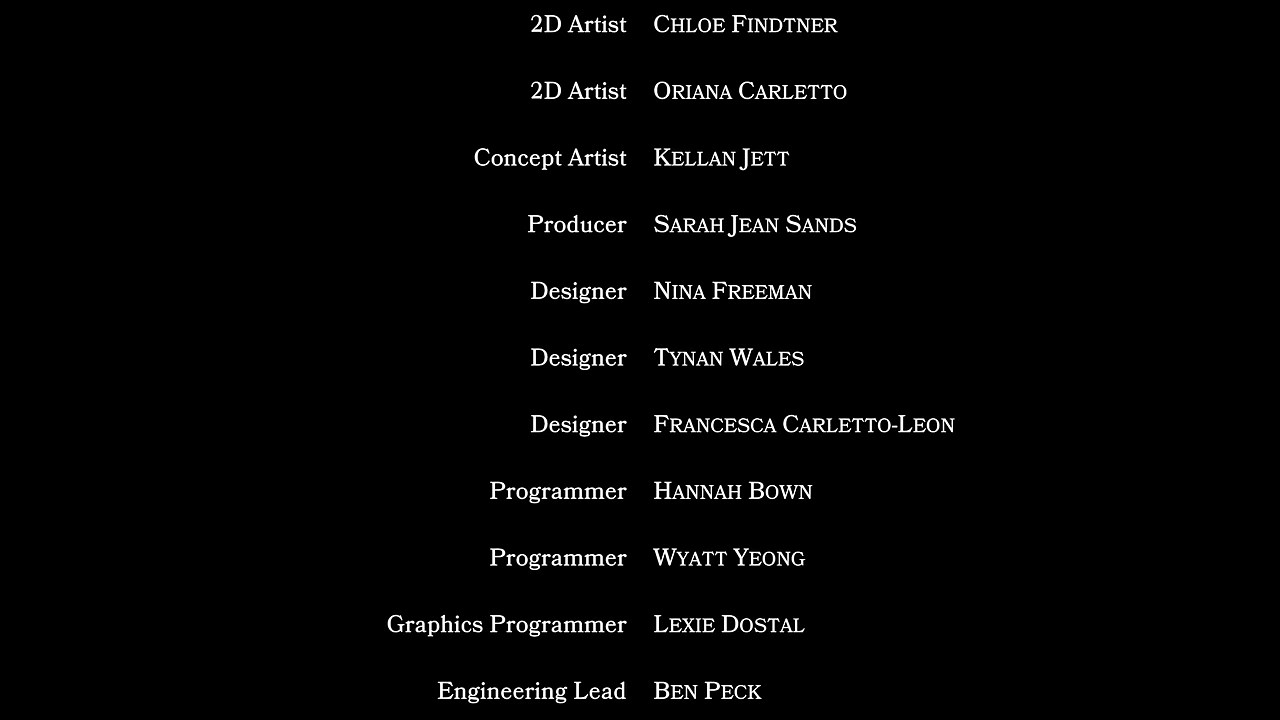 2D Artist Chloe Findtner
2D Artist Oriana Carletto
Concept Artist Kellan Jett
Producer Sarah Jean Sands
Designer Nina Freeman
Designer Tynan Wales
Designer Francesca Carletto-Leon
Programmer Hannah Bown
Programmer Wyatt Yeong
Graphics Programmer Lexie Dostal
Engineering Lead Ben Peck